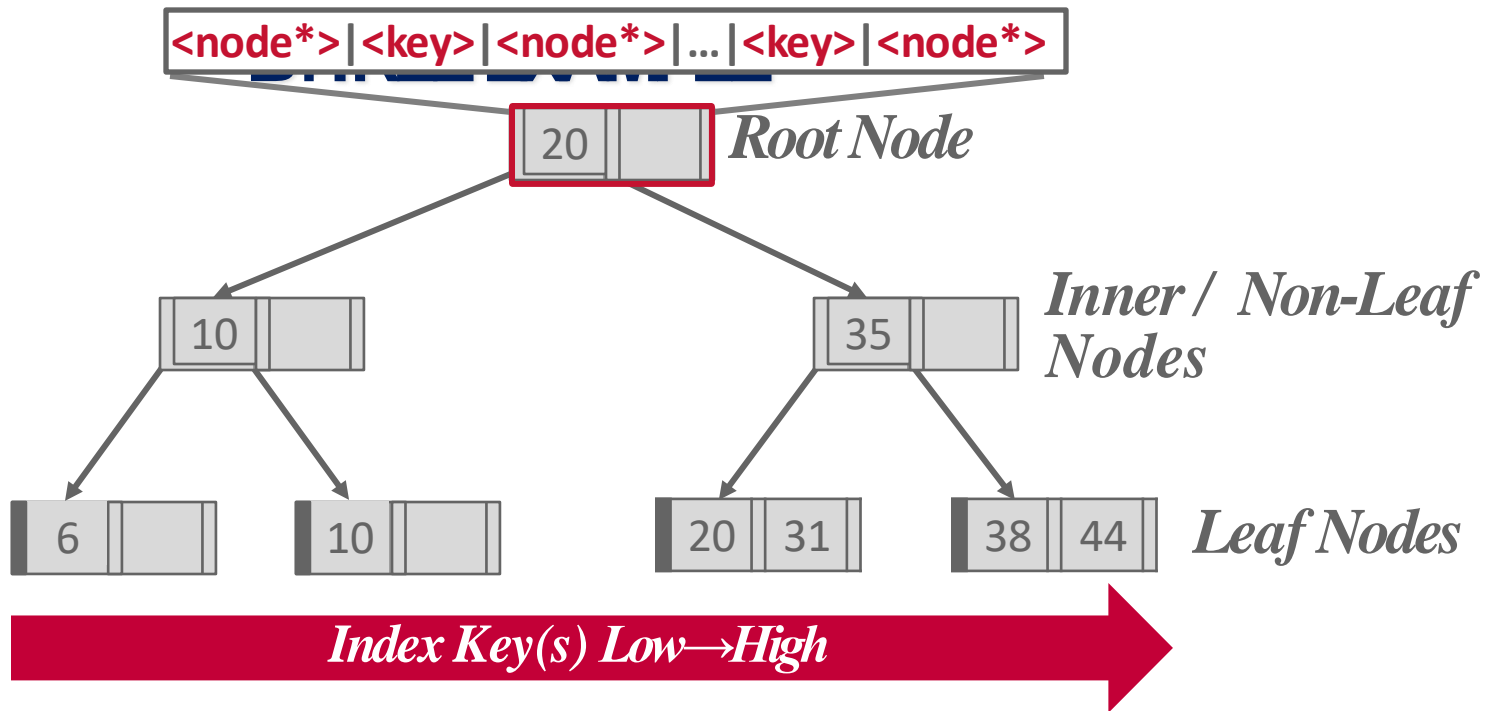 <node*>|<key>|<node*>|...|<key>|<node*>
20
Root Node
10
35
Inner / Non-Leaf
Nodes
6
10
20 31
38 44
Leaf Nodes
Index Key(s) Low→High